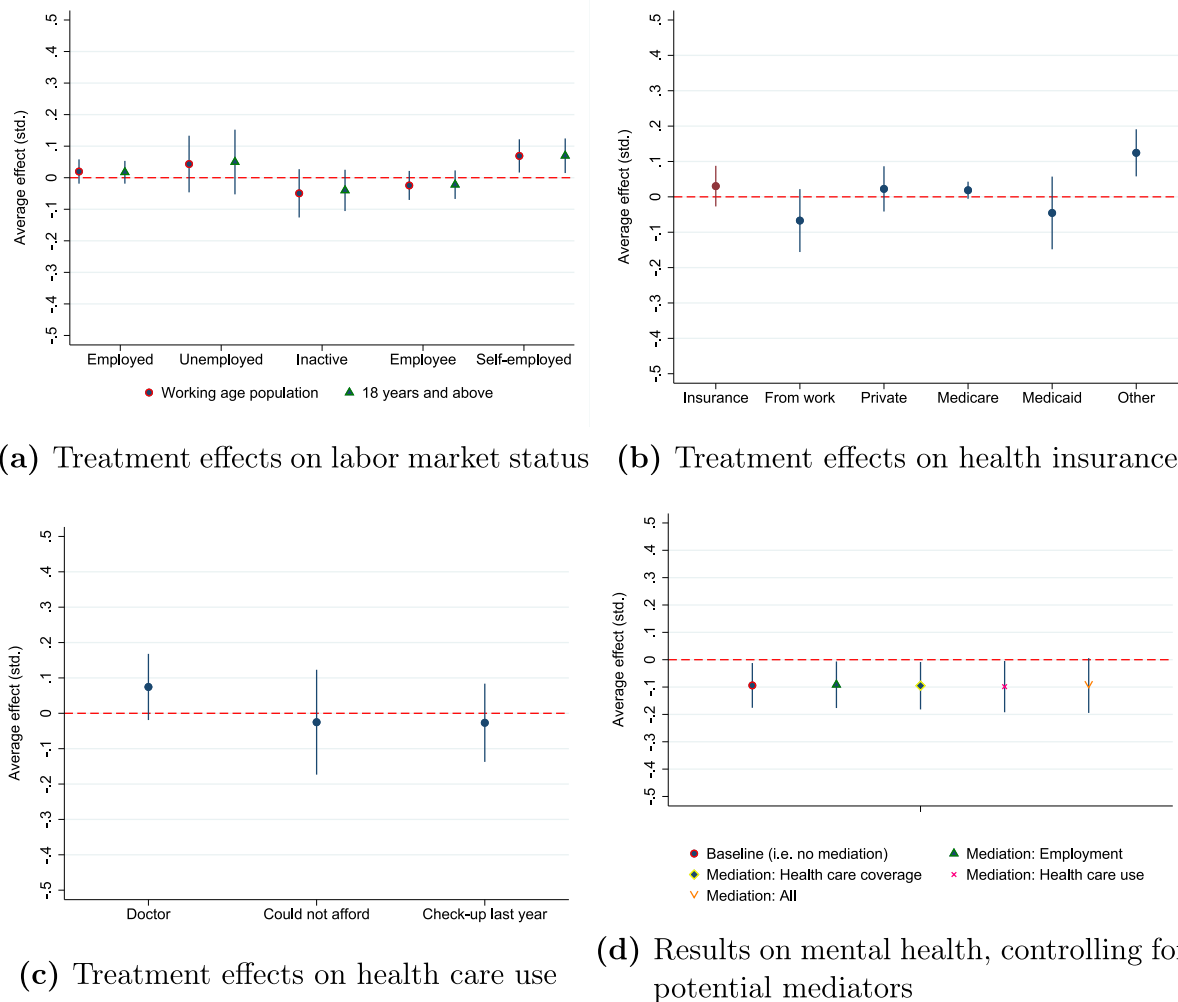 Average effect (std.)
.5
.4
.3
.2
.1
0
-.1
-.2
-.3
-.4
-.5
Employed Unemployed Inactive Employee Self-employed
Working age population 18 years and above
(a) Treatment effects on labor market status
Average effect (std.)
.5
.4
.3
.2
.1
0
-.1
-.2
-.3
-.4
-.5
Insurance From work Private Medicare Medicaid Other
(b) Treatment effects on health insurance
Average effect (std.)
.5
.4
.3
.2
.1
0
-.1
-.2
-.3
-.4
-.5
Doctor Could not afford Check-up last year
(c) Treatment effects on health care use
Average effect (std.)
.5
.4
.3
.2
.1
0
-.1
-.2
-.3
-.4
-.5
Baseline (i.e. no mediation) Mediation: Employment
Mediation: Health care coverage Mediation: Health care use
Mediation: All
(d) Results on mental health, controlling for
potential mediators